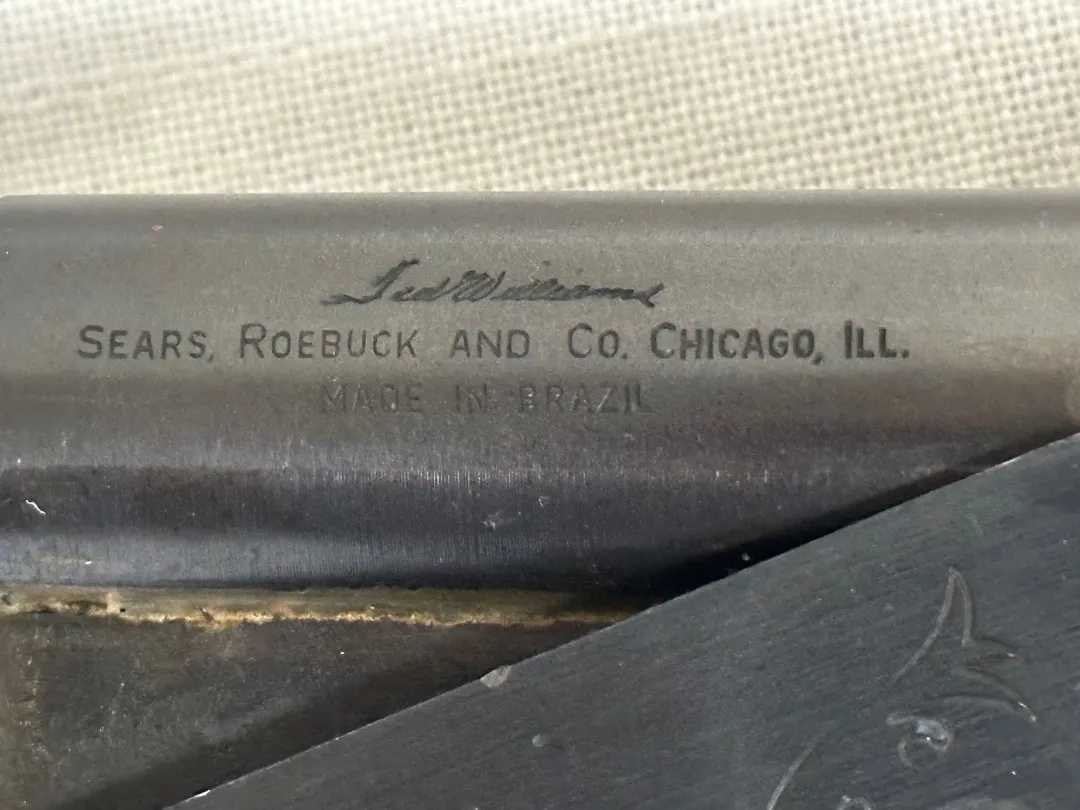 Ted Williams
SEARS, ROEBUCK AND CO. CHICAGO, ILL.
MADE IN BRAZIL